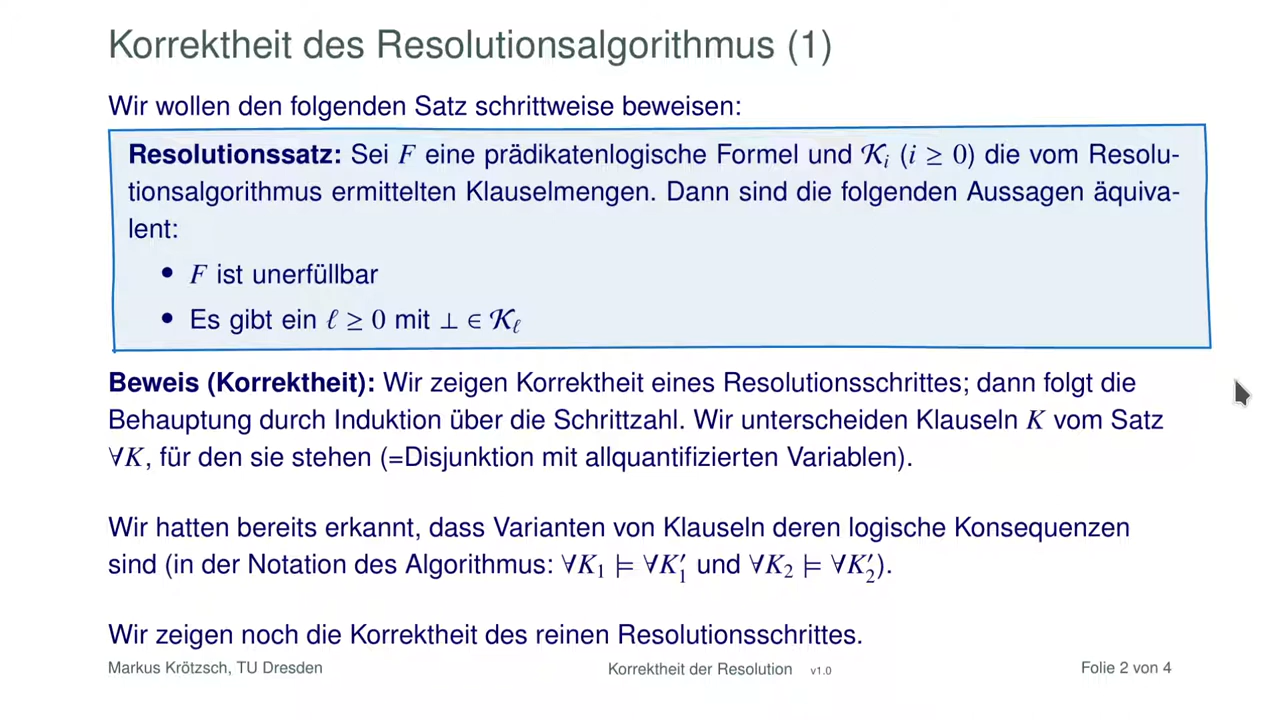 Korrektheit des Resolutionsalgorithmus (1)
Wir wollen den folgenden Satz schrittweise beweisen:
Resolutionssatz: Sei F eine prädikatenlogische Formel und 𝒦ᵢ (i ≥ 0) die vom Resolu-
tionsalgorithmus ermittelten Klauselmengen. Dann sind die folgenden Aussagen äquiva-
lent:
• F ist unerfüllbar
• Es gibt ein ℓ ≥ 0 mit ⊥ ∈ 𝒦_ℓ
Beweis (Korrektheit): Wir zeigen Korrektheit eines Resolutionsschrittes; dann folgt die
Behauptung durch Induktion über die Schrittzahl. Wir unterscheiden Klauseln K vom Satz
∀K, für den sie stehen (=Disjunktion mit allquantifizierten Variablen).
Wir hatten bereits erkannt, dass Varianten von Klauseln deren logische Konsequenzen
sind (in der Notation des Algorithmus: ∀K₁ ⊨ ∀K₁′ und ∀K₂ ⊨ ∀K₂′).
Wir zeigen noch die Korrektheit des reinen Resolutionsschrittes.
Markus Krötzsch, TU Dresden Korrektheit der Resolution v1.0 Folie 2 von 4